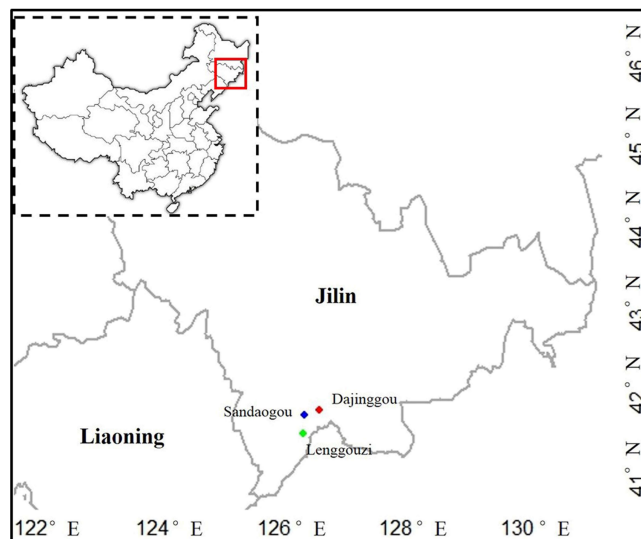 Jilin
Dajinggou
Sandaogou
Liaoning
Lenggouzi
46° N
45° N
44° N
43° N
42° N
41° N
122° E
124° E
126° E
128° E
130° E